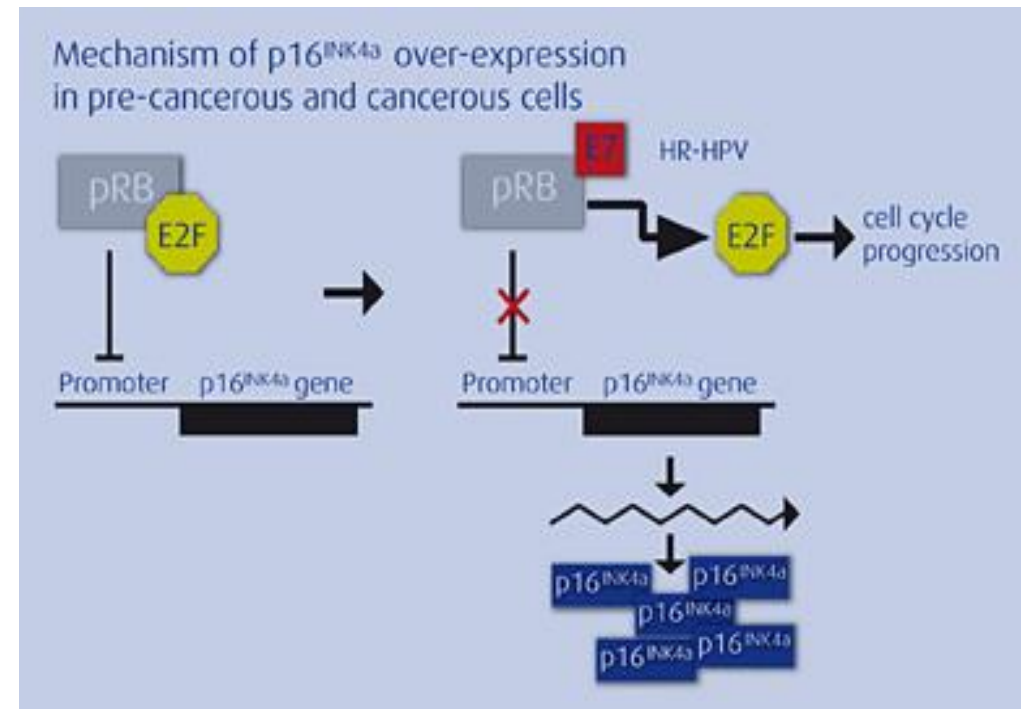 Mechanism of p16ᴵᴺᴷ⁴ᵃ over-expression
in pre-cancerous and cancerous cells
pRB
E2F
Promoter p16ᴵᴺᴷ⁴ᵃ gene
E7 HR-HPV
pRB
E2F
cell cycle
progression
Promoter p16ᴵᴺᴷ⁴ᵃ gene
p16ᴵᴺᴷ⁴ᵃ
p16ᴵᴺᴷ⁴ᵃ
p16ᴵᴺᴷ⁴ᵃ
p16ᴵᴺᴷ⁴ᵃ
p16ᴵᴺᴷ⁴ᵃ